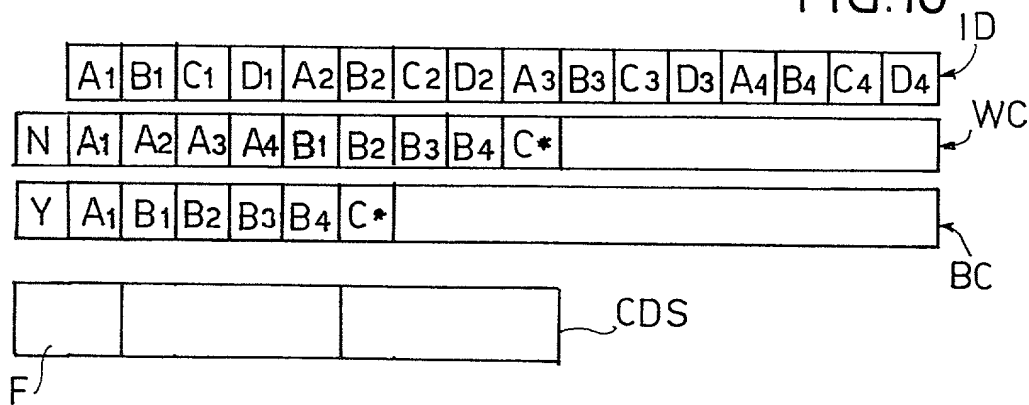 ID
A1 B1 C1 D1 A2 B2 C2 D2 A3 B3 C3 D3 A4 B4 C4 D4
WC
N A1 A2 A3 A4 B1 B2 B3 B4 C*
Y A1 B1 B2 B3 B4 C*
BC
CDS
F